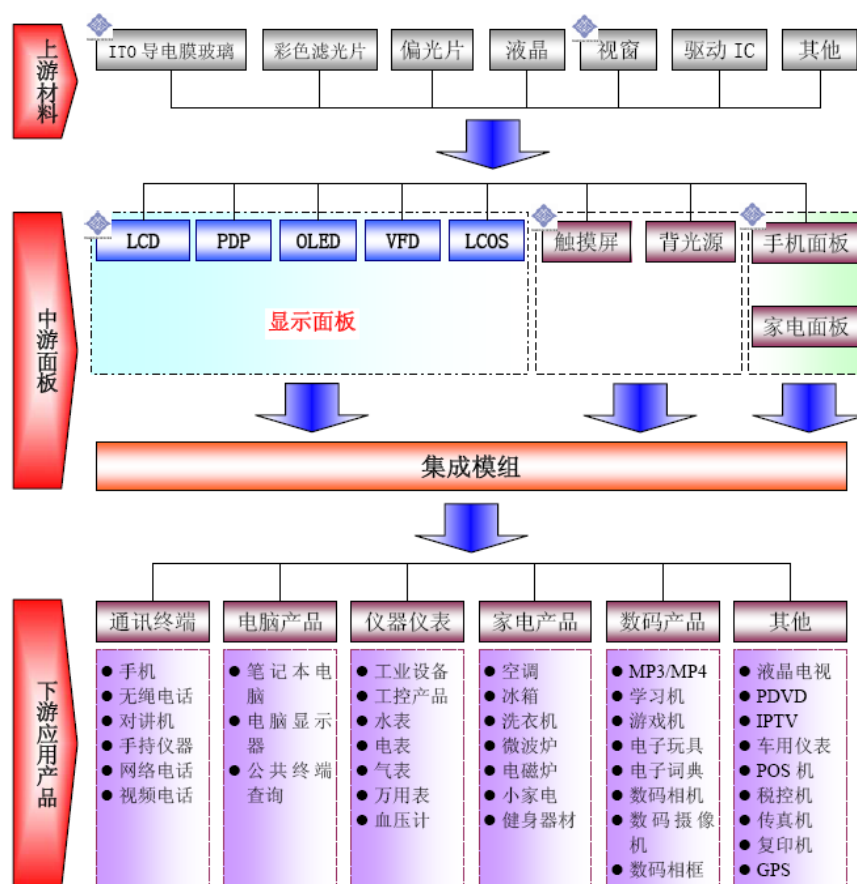 上游材料
ITO 导电膜玻璃
彩色滤光片
偏光片
液晶
视窗
驱动 IC
其他
中游面板
LCD
PDP
OLED
VFD
LCOS
触摸屏
背光源
手机面板
显示面板
家电面板
集成模组
下游应用产品
通讯终端
● 手机
● 无绳电话
● 对讲机
● 手持仪器
● 网络电话
● 视频电话
电脑产品
● 笔记本电
脑
● 电脑显示
器
● 公共终端
查询
仪器仪表
● 工业设备
● 工控产品
● 水表
● 电表
● 气表
● 万用表
● 血压计
家电产品
● 空调
● 冰箱
● 洗衣机
● 微波炉
● 电磁炉
● 小家电
● 健身器材
数码产品
● MP3/MP4
● 学习机
● 游戏机
● 电子玩具
● 电子词典
● 数码相机
● 数码摄像
机
● 数码相框
其他
● 液晶电视
● PDVD
● IPTV
● 车用仪表
● POS 机
● 税控机
● 传真机
● 复印机
● GPS